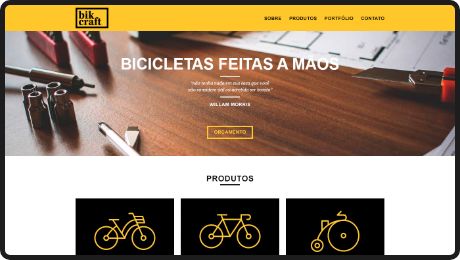 bik
craft
SOBRE PRODUTOS PORTFÓLIO CONTATO
BICICLETAS FEITAS A MÃOS
"não tenha nada em sua casa que você
não considere útil ou acredita ser bonito"
WILLIAM MORRIS
ORÇAMENTO
PRODUTOS